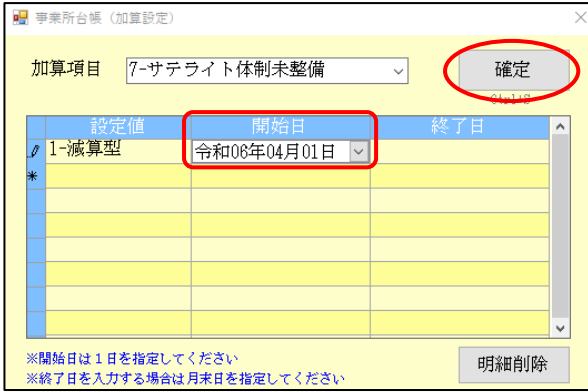 事業所台帳（加算設定）
加算項目 7-サテライト体制未整備 確定
Ctrl+S
設定値 開始日 終了日
1-減算型 令和06年04月01日
*
※開始日は１日を指定してください
※終了日を入力する場合は月末日を指定してください
明細削除